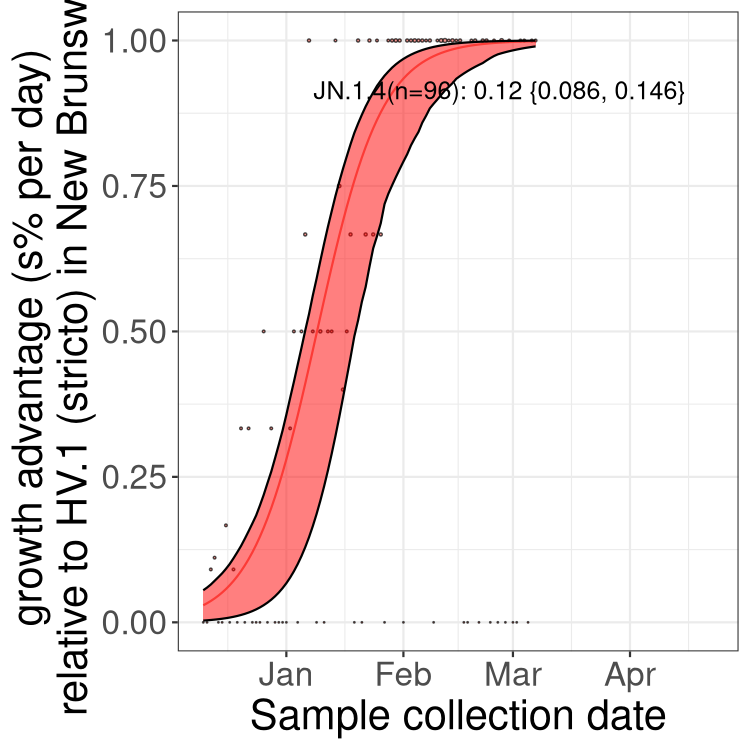 growth advantage (s% per day)
relative to HV.1 (stricto) in New Brunsw
1.00
0.75
0.50
0.25
0.00
JN.1.4(n=96): 0.12 {0.086, 0.146}
Jan Feb Mar Apr
Sample collection date